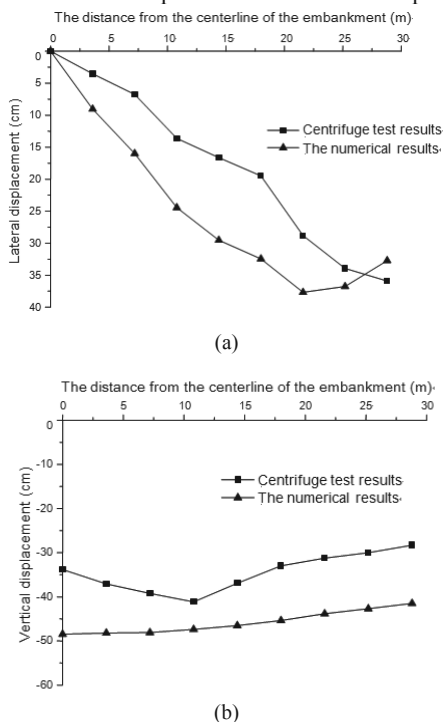 The distance from the centerline of the embankment (m)
0 5 10 15 20 25 30
0
5
10
15
20
25
30
35
40
Lateral displacement (cm)
Centrifuge test results
The numerical results
(a)
The distance from the centerline of the embankment (m)
0 5 10 15 20 25 30
0
-10
-20
-30
-40
-50
-60
Vertical displacement (cm)
Centrifuge test results
The numerical results
(b)